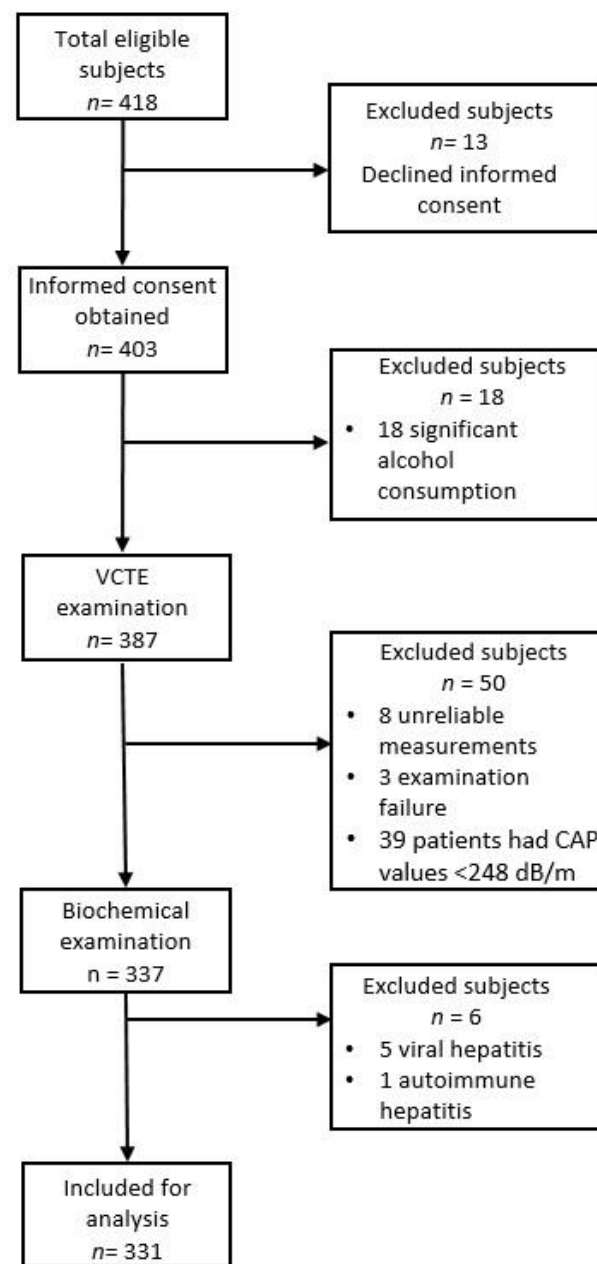 Total eligible
subjects
n= 418
Excluded subjects
n= 13
Declined informed
consent
Informed consent
obtained
n= 403
Excluded subjects
n = 18
• 18 significant
alcohol
consumption
VCTE
examination
n= 387
Excluded subjects
n = 50
• 8 unreliable
measurements
• 3 examination
failure
• 39 patients had CAP
values <248 dB/m
Biochemical
examination
n = 337
Excluded subjects
n = 6
• 5 viral hepatitis
• 1 autoimmune
hepatitis
Included for
analysis
n= 331